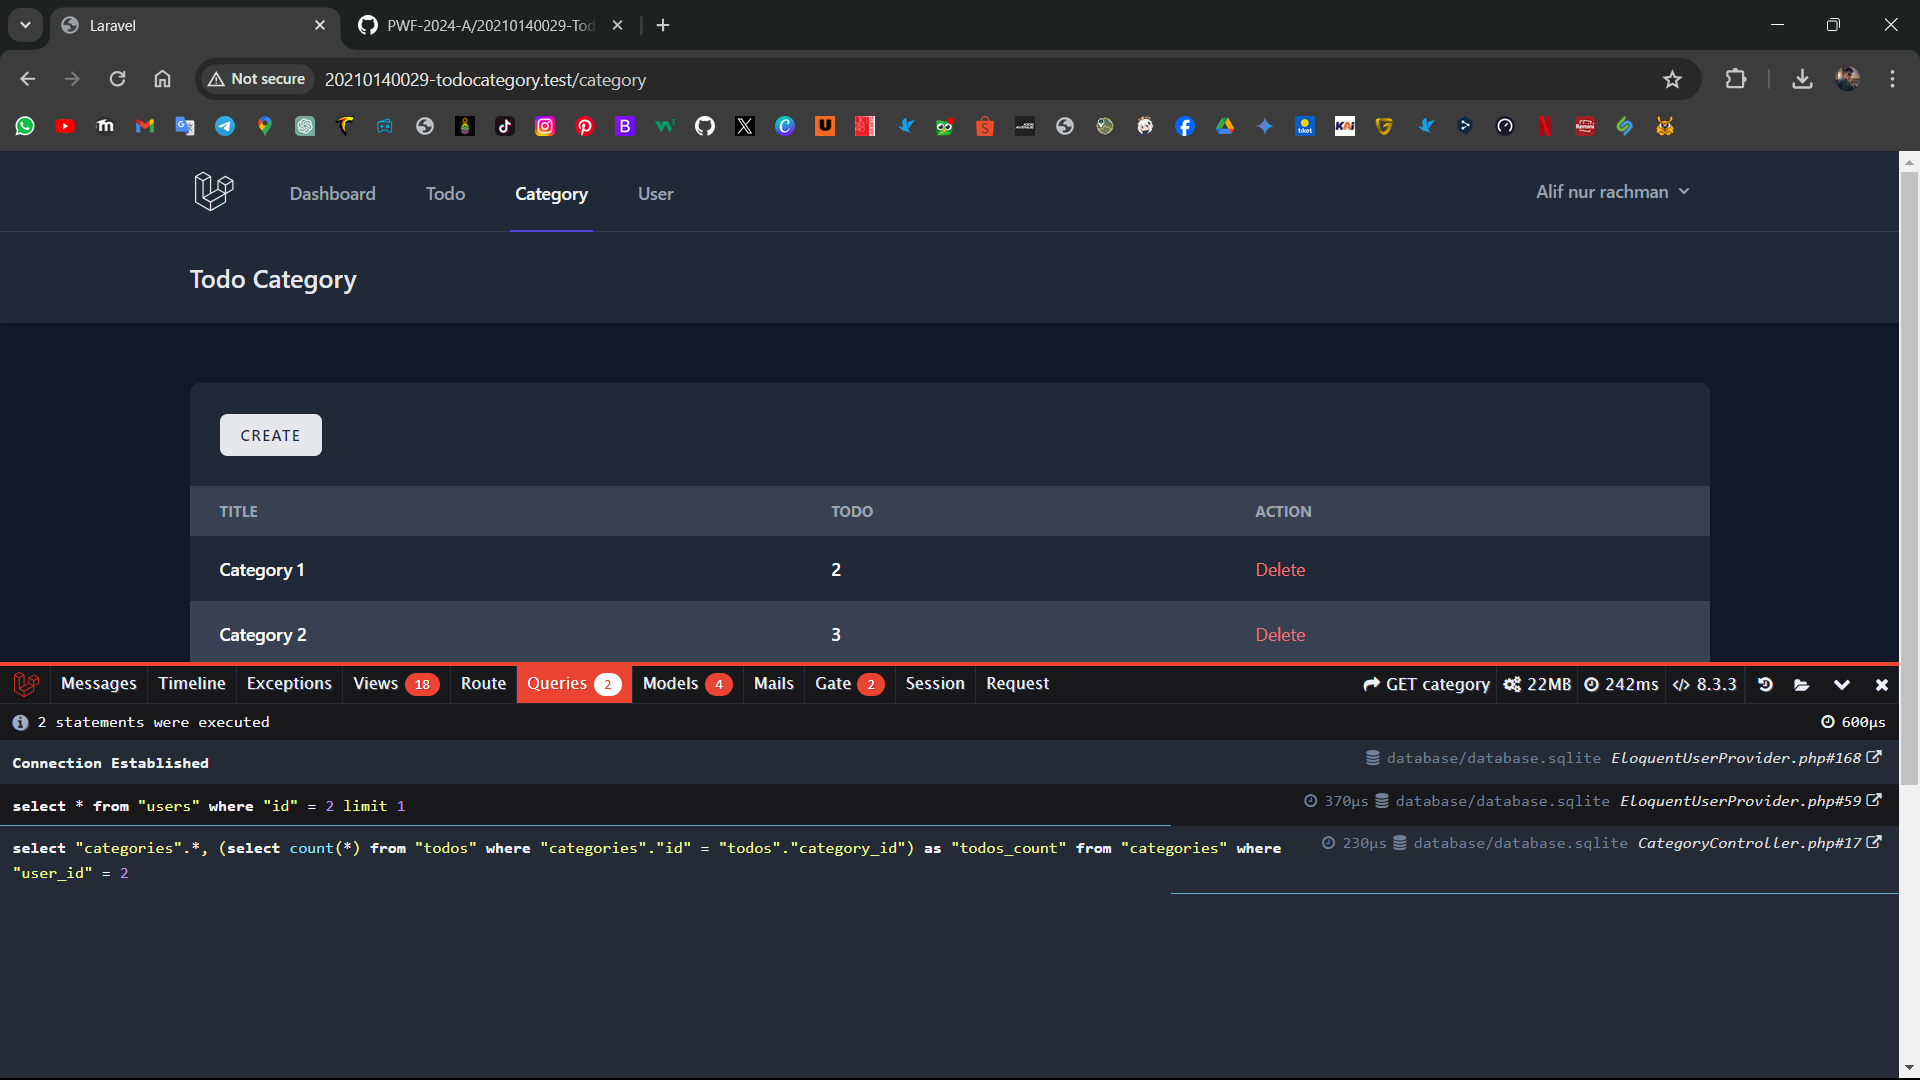 Laravel
PWF-2024-A/20210140029-Tod
Not secure
20210140029-todocategory.test/category
Dashboard
Todo
Category
User
Alif nur rachman
Todo Category
CREATE
TITLE
TODO
ACTION
Category 1
2
Delete
Category 2
3
Delete
Messages
Timeline
Exceptions
Views 18
Route
Queries 2
Models 4
Mails
Gate 2
Session
Request
GET category
22MB
242ms
8.3.3
2 statements were executed
600μs
Connection Established
database/database.sqlite EloquentUserProvider.php#168
select * from "users" where "id" = 2 limit 1
370μs database/database.sqlite EloquentUserProvider.php#59
select "categories".*, (select count(*) from "todos" where "categories"."id" = "todos"."category_id") as "todos_count" from "categories" where
"user_id" = 2
230μs database/database.sqlite CategoryController.php#17